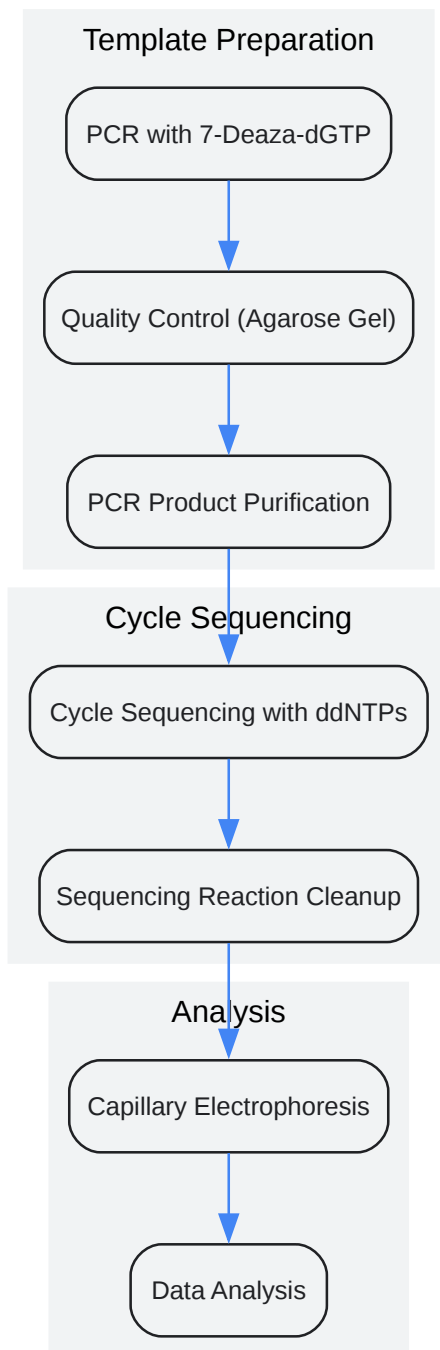 Template Preparation
PCR with 7-Deaza-dGTP
Quality Control (Agarose Gel)
PCR Product Purification
Cycle Sequencing
Cycle Sequencing with ddNTPs
Sequencing Reaction Cleanup
Analysis
Capillary Electrophoresis
Data Analysis